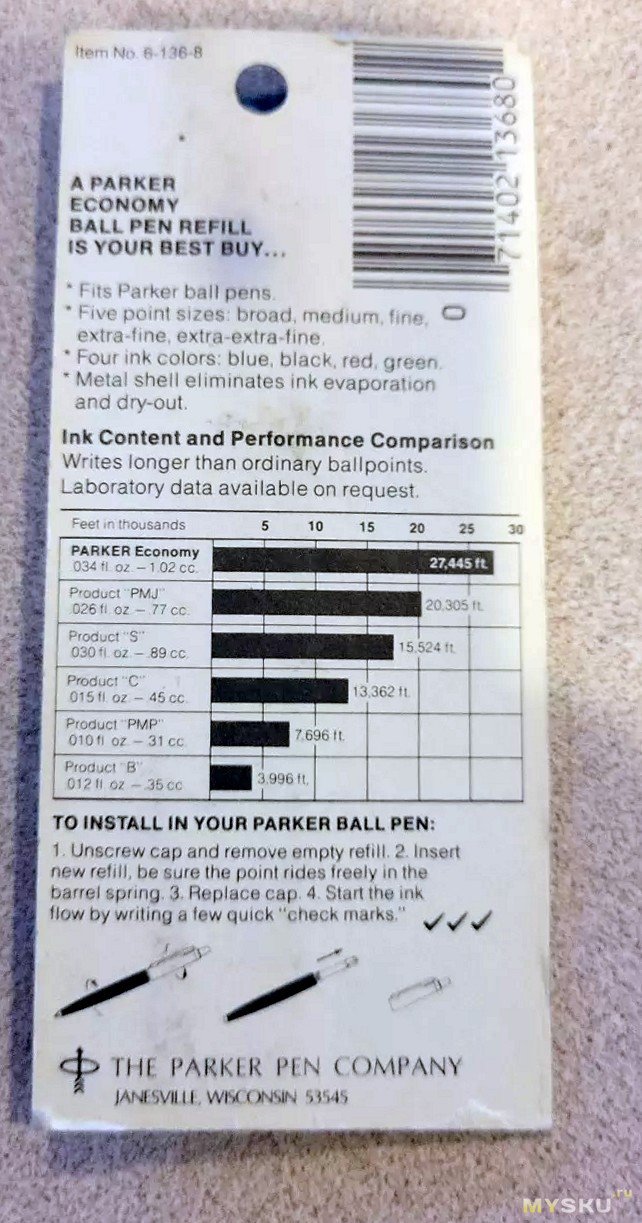 Item No. 6-136-8
71402 13680
0
A PARKER
ECONOMY
BALL PEN REFILL
IS YOUR BEST BUY...
* Fits Parker ball pens.
* Five point sizes: broad, medium, fine,
extra-fine, extra-extra-fine.
* Four ink colors: blue, black, red, green.
* Metal shell eliminates ink evaporation
and dry-out.
Ink Content and Performance Comparison
Writes longer than ordinary ballpoints.
Laboratory data available on request.
Feet in thousands 5 10 15 20 25 30
PARKER Economy
.034 fl. oz. – 1.02 cc. 27,445 ft.
Product "PMJ"
.026 fl. oz. – .77 cc. 20,305 ft.
Product "S"
.030 fl. oz. – .89 cc. 15,524 ft.
Product "C"
.015 fl. oz. – .45 cc. 13,362 ft.
Product "PMP"
.010 fl. oz. – .31 cc. 7,696 ft.
Product "B"
.012 fl. oz. – .35 cc. 3,996 ft.
TO INSTALL IN YOUR PARKER BALL PEN:
1. Unscrew cap and remove empty refill. 2. Insert
new refill, be sure the point rides freely in the
barrel spring. 3. Replace cap. 4. Start the ink
flow by writing a few quick "check marks." ✓✓✓
THE PARKER PEN COMPANY
JANESVILLE, WISCONSIN 53545
MYSKU.ru